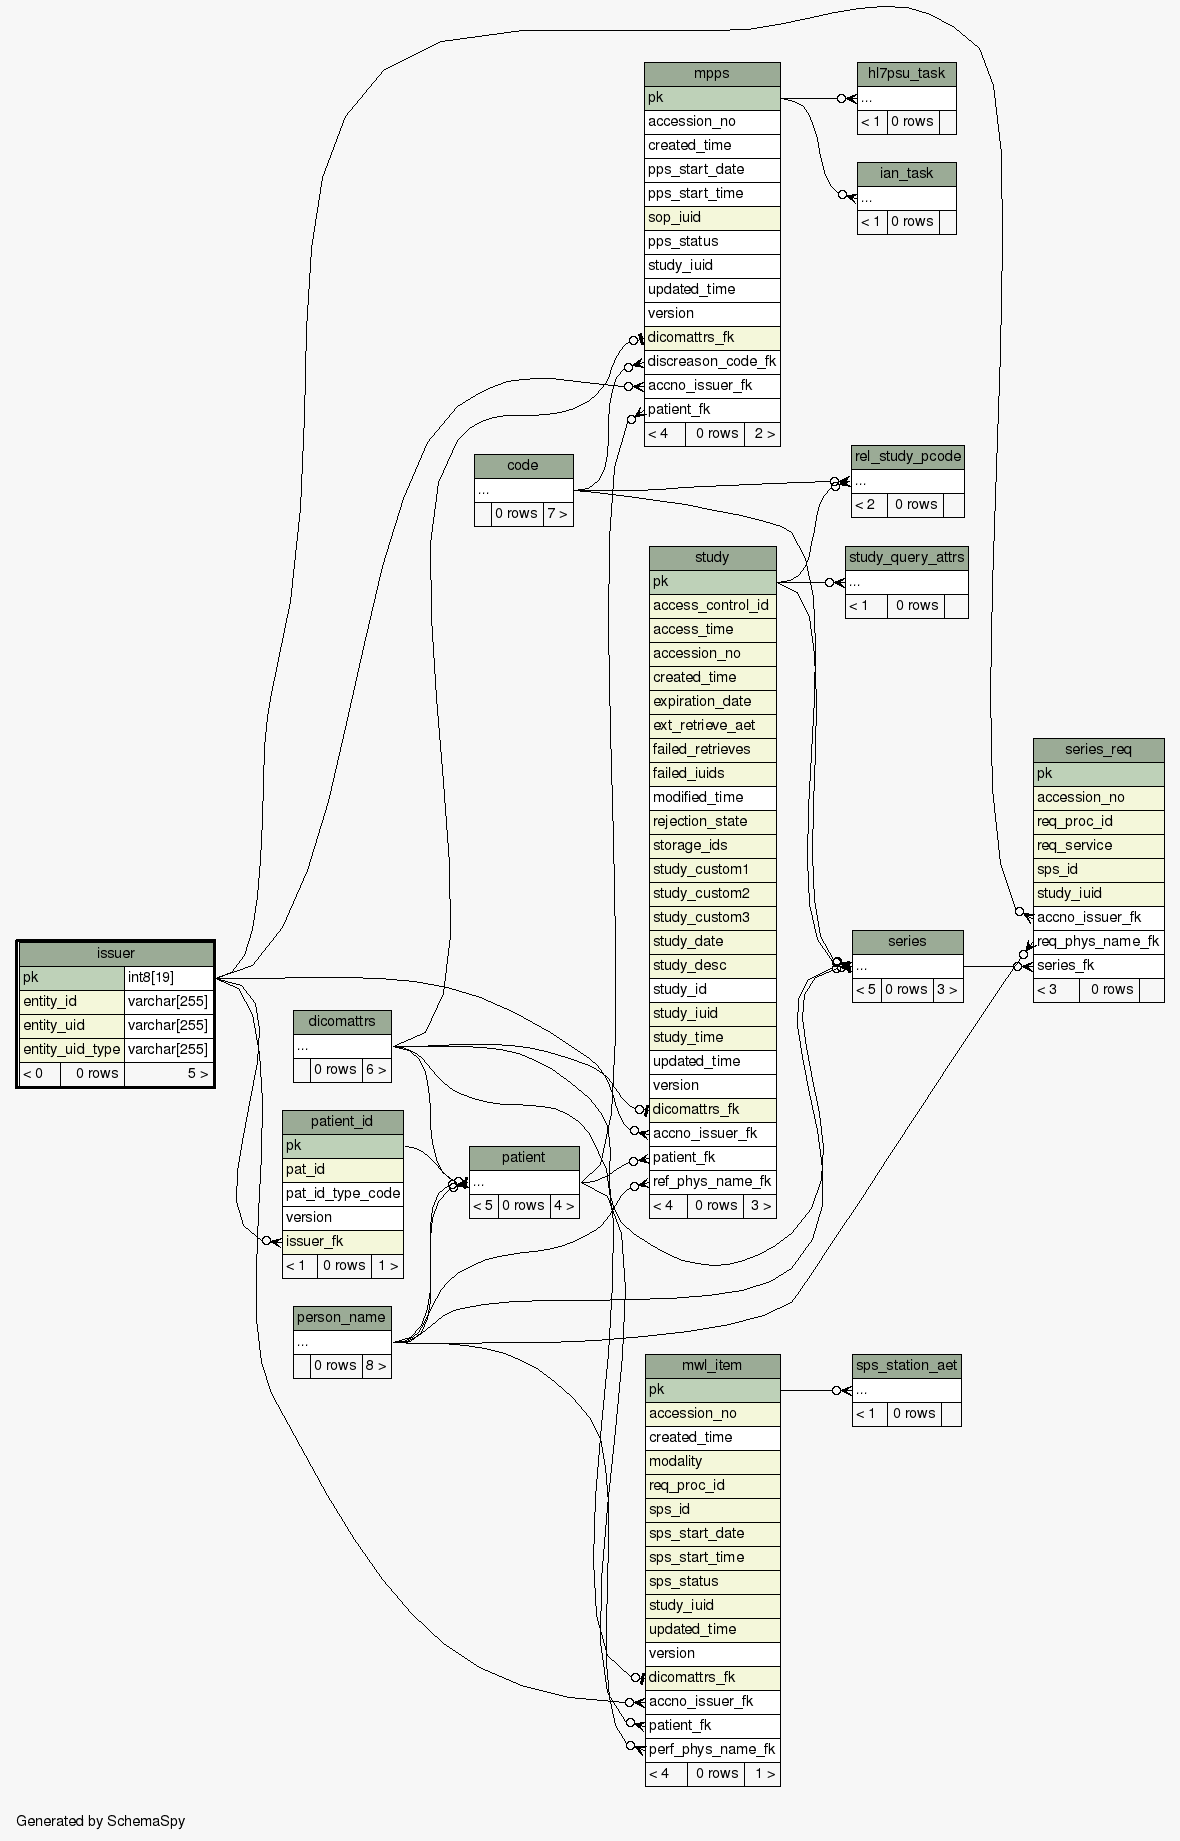 mpps
pk
accession_no
created_time
pps_start_date
pps_start_time
sop_iuid
pps_status
study_iuid
updated_time
version
dicomattrs_fk
discreason_code_fk
accno_issuer_fk
patient_fk
< 4 0 rows 2 >
hl7psu_task
...
< 1 0 rows
ian_task
...
< 1 0 rows
code
...
0 rows 7 >
rel_study_pcode
...
< 2 0 rows
study_query_attrs
...
< 1 0 rows
study
pk
access_control_id
access_time
accession_no
created_time
expiration_date
ext_retrieve_aet
failed_retrieves
failed_iuids
modified_time
rejection_state
storage_ids
study_custom1
study_custom2
study_custom3
study_date
study_desc
study_id
study_iuid
study_time
updated_time
version
dicomattrs_fk
accno_issuer_fk
patient_fk
ref_phys_name_fk
< 4 0 rows 3 >
series_req
pk
accession_no
req_proc_id
req_service
sps_id
study_iuid
accno_issuer_fk
req_phys_name_fk
series_fk
< 3 0 rows
series
...
< 5 0 rows 3 >
issuer
pk int8[19]
entity_id varchar[255]
entity_uid varchar[255]
entity_uid_type varchar[255]
< 0 0 rows 5 >
dicomattrs
...
0 rows 6 >
patient_id
pk
pat_id
pat_id_type_code
version
issuer_fk
< 1 0 rows 1 >
patient
...
< 5 0 rows 4 >
person_name
...
0 rows 8 >
mwl_item
pk
accession_no
created_time
modality
req_proc_id
sps_id
sps_start_date
sps_start_time
sps_status
study_iuid
updated_time
version
dicomattrs_fk
accno_issuer_fk
patient_fk
perf_phys_name_fk
< 4 0 rows 1 >
sps_station_aet
...
< 1 0 rows
Generated by SchemaSpy